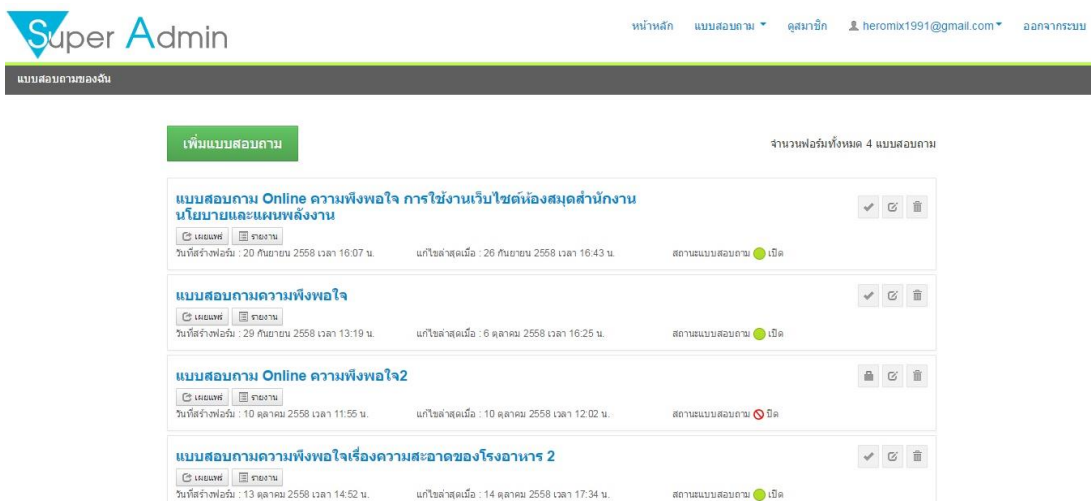 Super Admin
หน้าหลัก แบบสอบถาม ดูสมาชิก heromix1991@gmail.com ออกจากระบบ
แบบสอบถามของฉัน
เพิ่มแบบสอบถาม
จำนวนฟอร์มทั้งหมด 4 แบบสอบถาม
แบบสอบถาม Online ความพึงพอใจ การใช้งานเว็บไซต์ห้องสมุดสำนักงาน
นโยบายและแผนพลังงาน
เผยแพร่ รายงาน
วันที่สร้างฟอร์ม : 20 กันยายน 2558 เวลา 16:07 น. แก้ไขล่าสุดเมื่อ : 26 กันยายน 2558 เวลา 16:43 น. สถานะแบบสอบถาม เปิด
แบบสอบถามความพึงพอใจ
เผยแพร่ รายงาน
วันที่สร้างฟอร์ม : 29 กันยายน 2558 เวลา 13:19 น. แก้ไขล่าสุดเมื่อ : 6 ตุลาคม 2558 เวลา 16:25 น. สถานะแบบสอบถาม เปิด
แบบสอบถาม Online ความพึงพอใจ2
เผยแพร่ รายงาน
วันที่สร้างฟอร์ม : 10 ตุลาคม 2558 เวลา 11:55 น. แก้ไขล่าสุดเมื่อ : 10 ตุลาคม 2558 เวลา 12:02 น. สถานะแบบสอบถาม ปิด
แบบสอบถามความพึงพอใจเรื่องความสะอาดของโรงอาหาร 2
เผยแพร่ รายงาน
วันที่สร้างฟอร์ม : 13 ตุลาคม 2558 เวลา 14:52 น. แก้ไขล่าสุดเมื่อ : 14 ตุลาคม 2558 เวลา 17:34 น. สถานะแบบสอบถาม เปิด